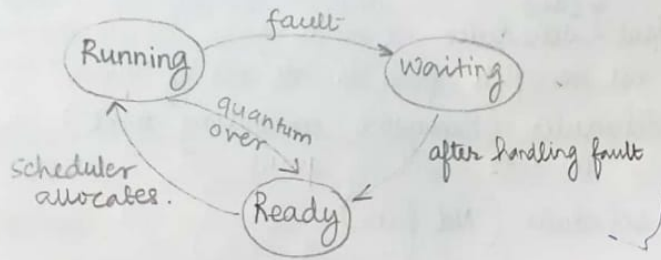 fault
Running
Waiting
quantum
over
after handling fault
scheduler
allocates.
Ready